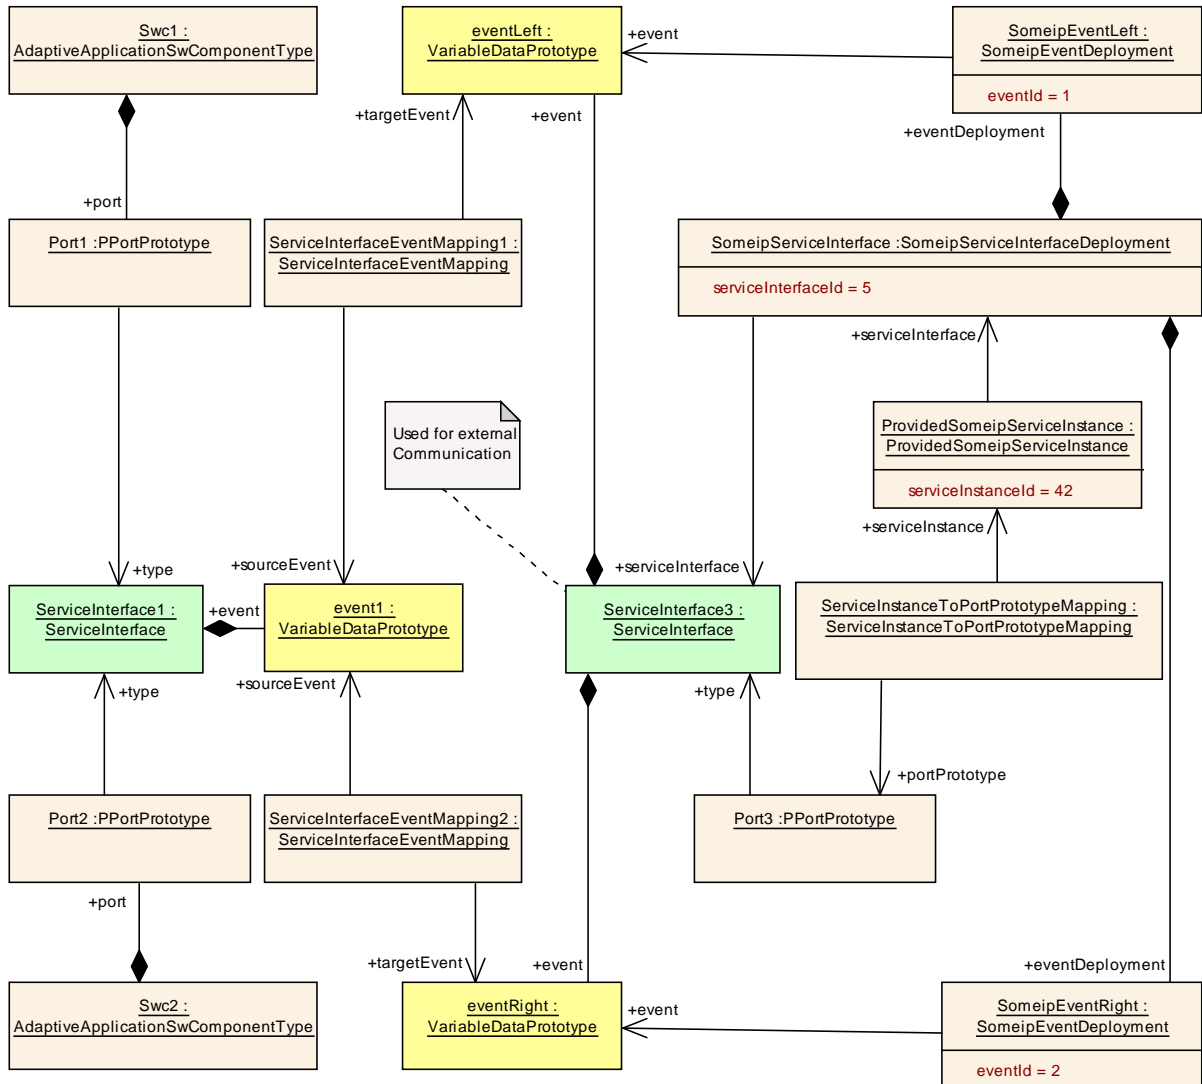 Swc1 :
AdaptiveApplicationSwComponentType
eventLeft :
VariableDataPrototype
+event
SomeipEventLeft :
SomeipEventDeployment
eventId = 1
+targetEvent
+event
+eventDeployment
+port
Port1 :PPortPrototype
ServiceInterfaceEventMapping1 :
ServiceInterfaceEventMapping
SomeipServiceInterface :SomeipServiceInterfaceDeployment
serviceInterfaceId = 5
+serviceInterface
Used for external
Communication
ProvidedSomeipServiceInstance :
ProvidedSomeipServiceInstance
serviceInstanceId = 42
+serviceInstance
+type
+sourceEvent
+serviceInterface
ServiceInterface1 :
ServiceInterface
+event
event1 :
VariableDataPrototype
ServiceInterface3 :
ServiceInterface
ServiceInstanceToPortPrototypeMapping :
ServiceInstanceToPortPrototypeMapping
+type
+sourceEvent
+type
+portPrototype
Port2 :PPortPrototype
ServiceInterfaceEventMapping2 :
ServiceInterfaceEventMapping
Port3 :PPortPrototype
+port
+targetEvent
+event
+eventDeployment
Swc2 :
AdaptiveApplicationSwComponentType
eventRight :
VariableDataPrototype
+event
SomeipEventRight :
SomeipEventDeployment
eventId = 2